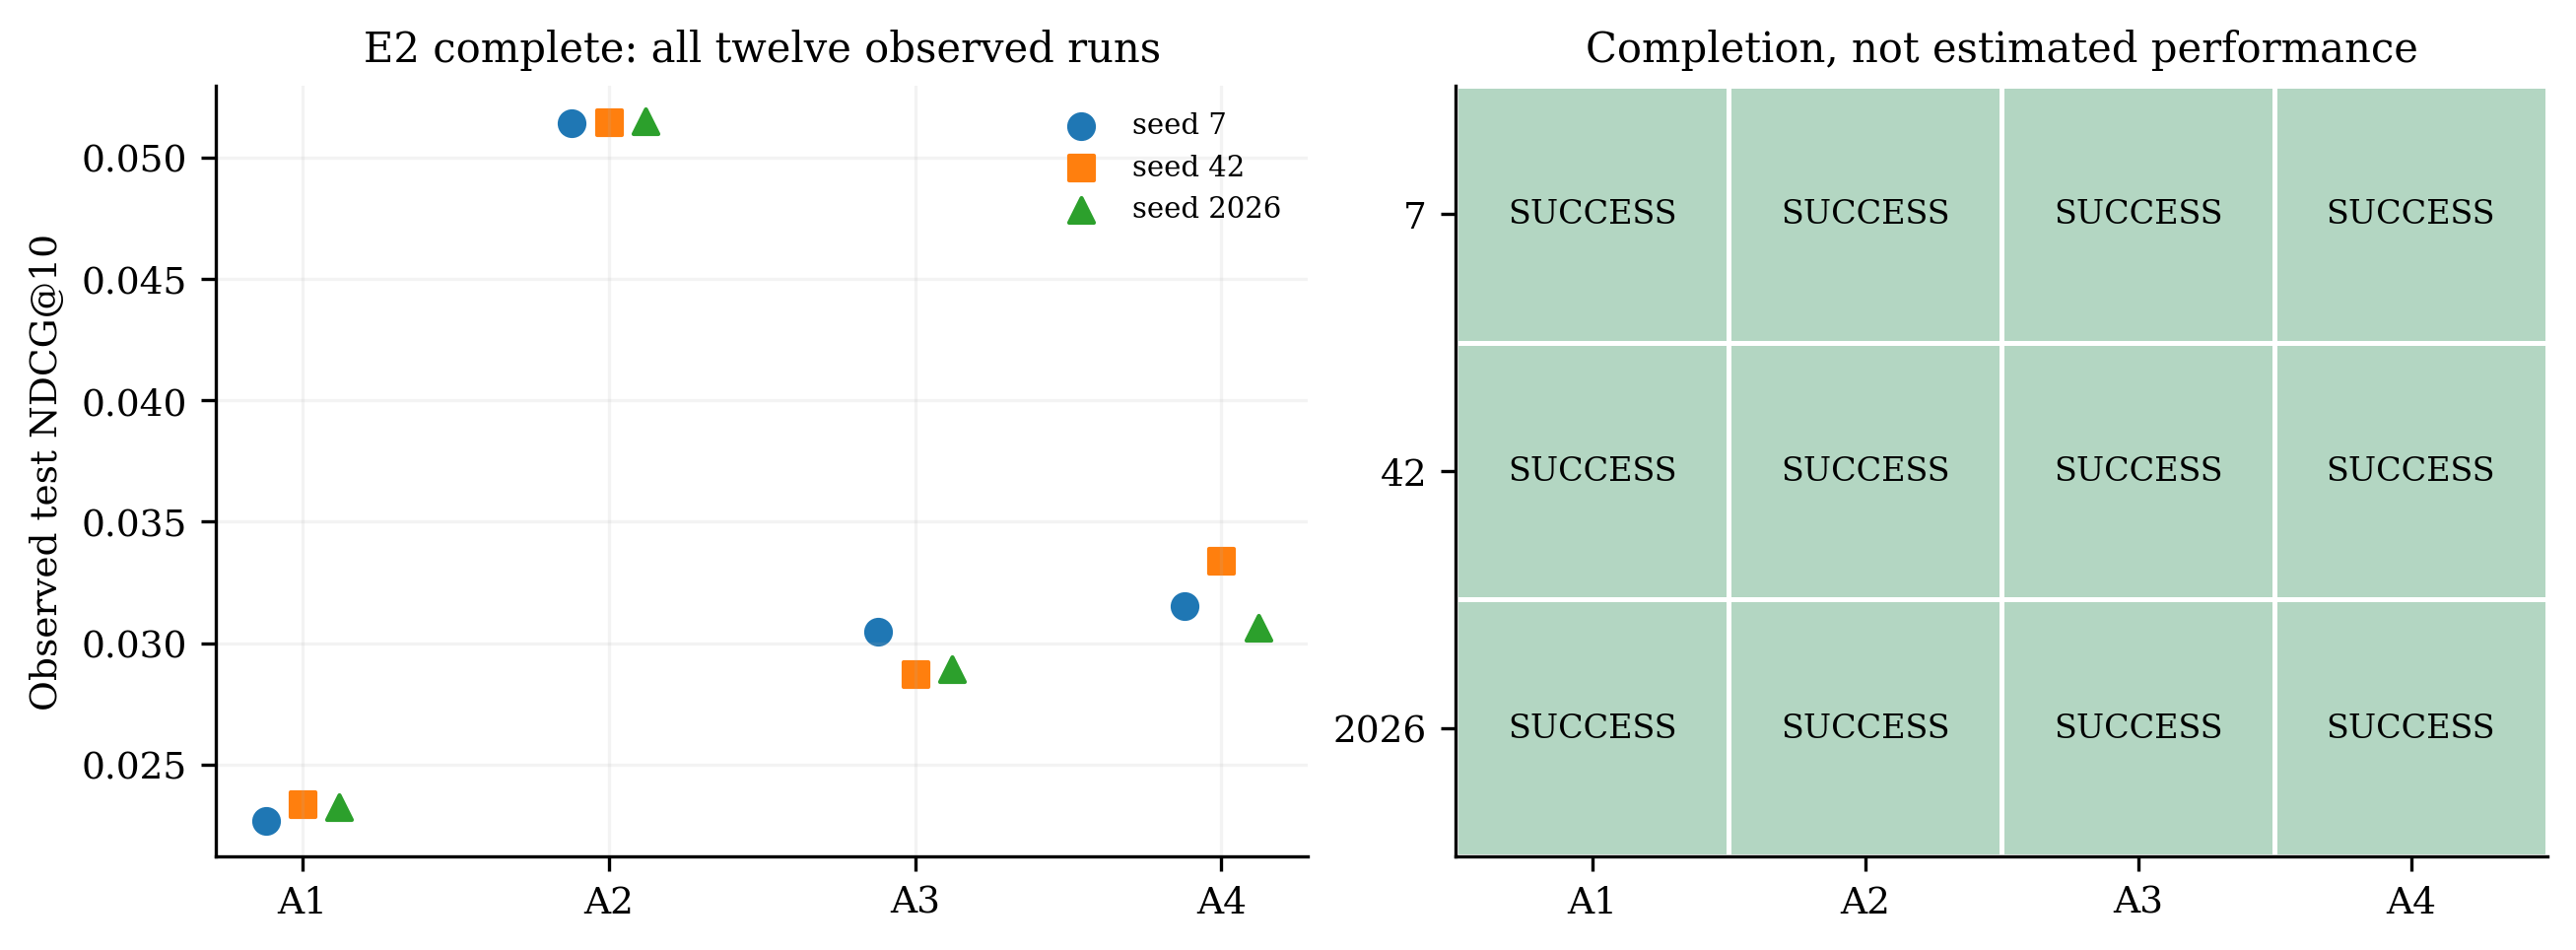 E2 complete: all twelve observed runs
Observed test NDCG@10
0.050
0.045
0.040
0.035
0.030
0.025
seed 7
seed 42
seed 2026
A1 A2 A3 A4
Completion, not estimated performance
7 SUCCESS SUCCESS SUCCESS SUCCESS
42 SUCCESS SUCCESS SUCCESS SUCCESS
2026 SUCCESS SUCCESS SUCCESS SUCCESS
A1 A2 A3 A4